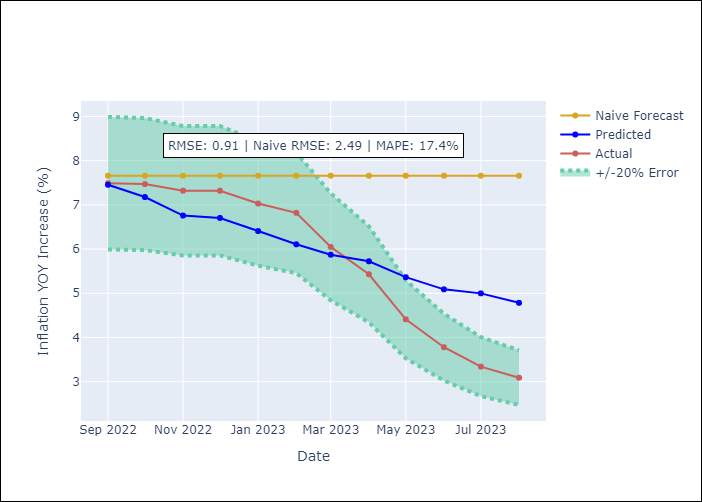 RMSE: 0.91 | Naive RMSE: 2.49 | MAPE: 17.4%
Naive Forecast
Predicted
Actual
+/-20% Error
Inflation YOY Increase (%)
9
8
7
6
5
4
3
Sep 2022 Nov 2022 Jan 2023 Mar 2023 May 2023 Jul 2023
Date